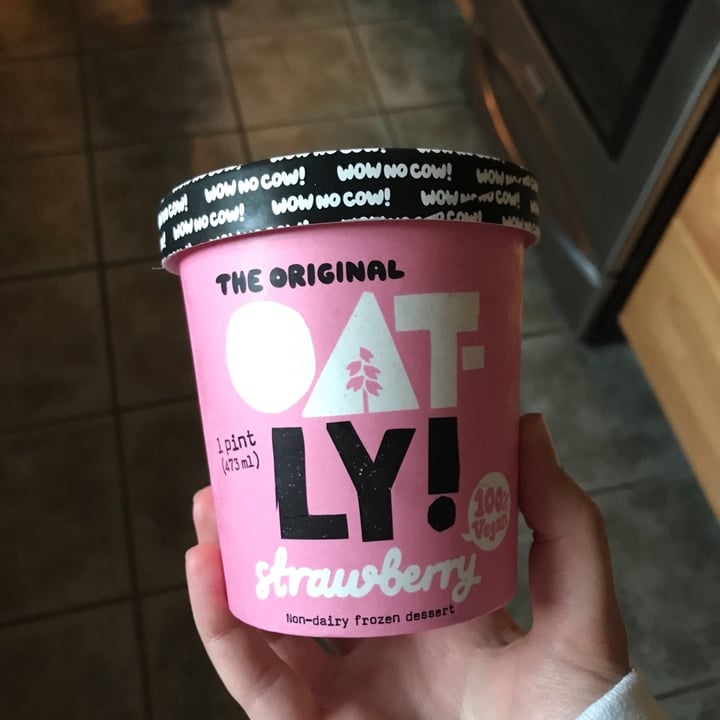 WOW NO COW! WOW NO COW!
WOW NO COW! WOW NO COW! WOW NO COW!
THE ORIGINAL
OAT-
LY!
1 pint
(473 ml)
100%
Vegan
strawberry
Non-dairy frozen dessert